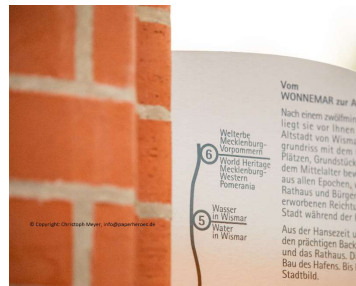 Vom
WONNEMAR zur A
Nach einem zwölfmin
liegt sie vor Ihnen
Altstadt von Wisma
grundriss mit dem
Plätzen, Grundstück
dem Mittelalter bew
aus allen Epochen,
Rathaus und Bürge
erworbenen Reicht
Stadt während der
Aus der Hansezeit u
den prächtigen Back
und das Rathaus. Di
Bau des Hafens. Bis
Stadtbild.
Welterbe
Mecklenburg-
Vorpommern
6
World Heritage
Mecklenburg-
Western
Pomerania
Wasser
in Wismar
5
Water
in Wismar
© Copyright: Christoph Meyer, info@paperheroes.de